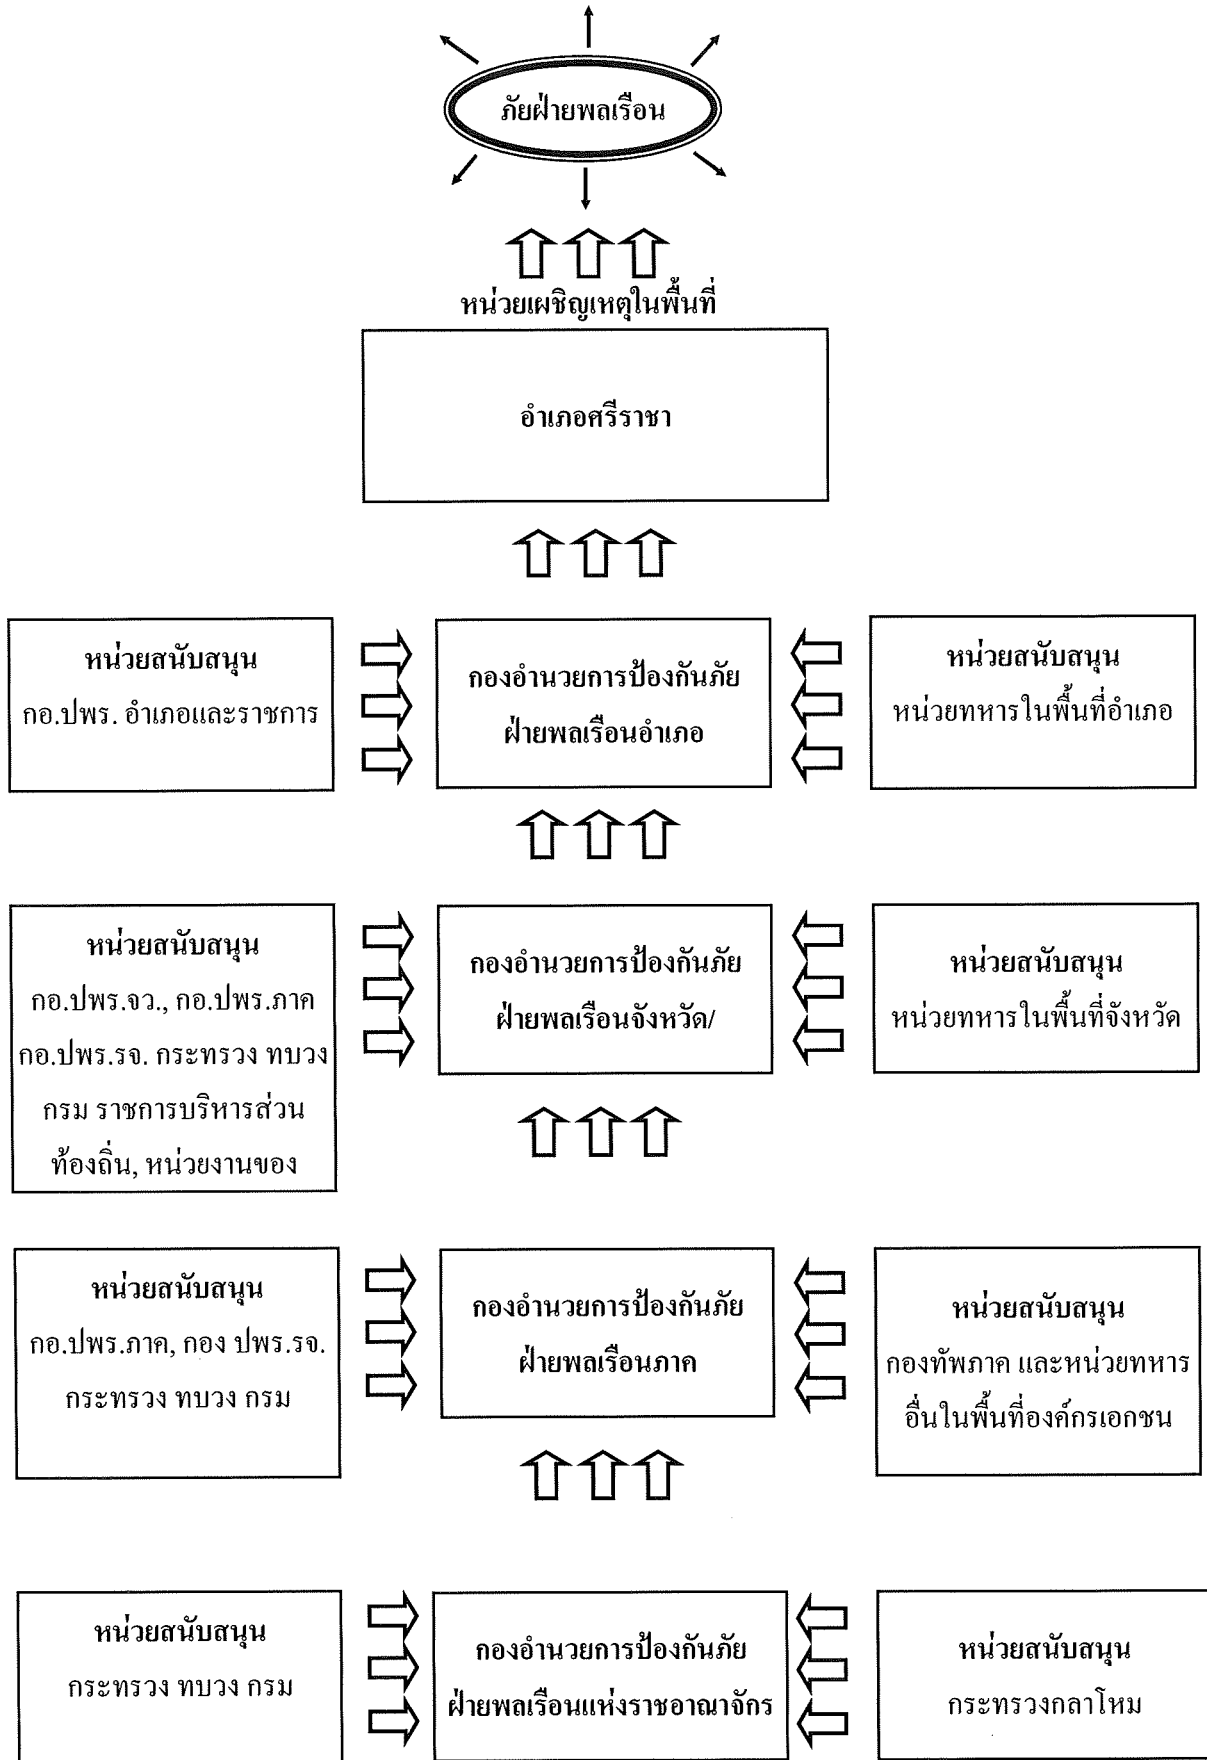 ภัยฝ่ายพลเรือน
หน่วยเผชิญเหตุในพื้นที่
อำเภอศรีราชา
หน่วยสนับสนุน
กอ.ปพร. อำเภอและราชการ
กองอำนวยการป้องกันภัย
ฝ่ายพลเรือนอำเภอ
หน่วยสนับสนุน
หน่วยทหารในพื้นที่อำเภอ
หน่วยสนับสนุน
กอ.ปพร.จว., กอ.ปพร.ภาค
กอ.ปพร.รจ. กระทรวง ทบวง
กรม ราชการบริหารส่วน
ท้องถิ่น, หน่วยงานของ
กองอำนวยการป้องกันภัย
ฝ่ายพลเรือนจังหวัด/
หน่วยสนับสนุน
หน่วยทหารในพื้นที่จังหวัด
หน่วยสนับสนุน
กอ.ปพร.ภาค, กอง ปพร.รจ.
กระทรวง ทบวง กรม
กองอำนวยการป้องกันภัย
ฝ่ายพลเรือนภาค
หน่วยสนับสนุน
กองทัพภาค และหน่วยทหาร
อื่นในพื้นที่องค์กรเอกชน
หน่วยสนับสนุน
กระทรวง ทบวง กรม
กองอำนวยการป้องกันภัย
ฝ่ายพลเรือนแห่งราชอาณาจักร
หน่วยสนับสนุน
กระทรวงกลาโหม